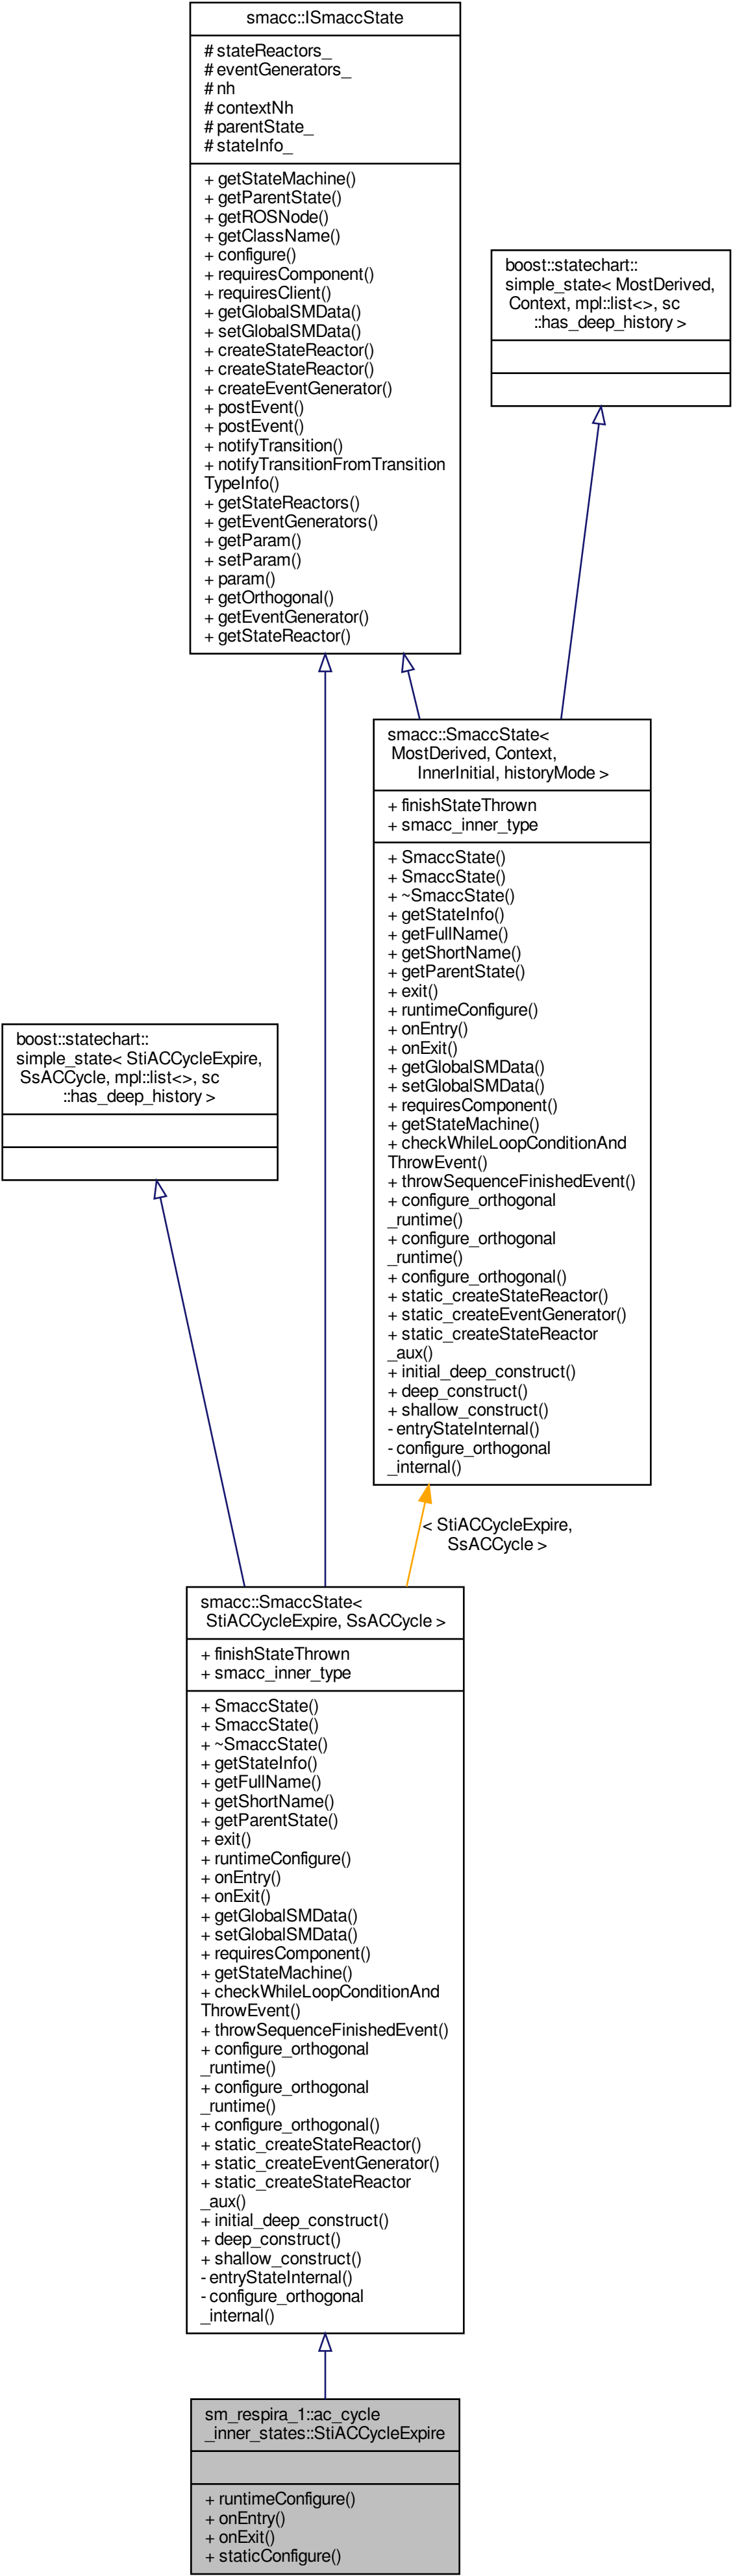 smacc::ISmaccState
# stateReactors_
# eventGenerators_
# nh
# contextNh
# parentState_
# stateInfo_
+ getStateMachine()
+ getParentState()
+ getROSNode()
+ getClassName()
+ configure()
+ requiresComponent()
+ requiresClient()
+ getGlobalSMData()
+ setGlobalSMData()
+ createStateReactor()
+ createStateReactor()
+ createEventGenerator()
+ postEvent()
+ postEvent()
+ notifyTransition()
+ notifyTransitionFromTransition
TypeInfo()
+ getStateReactors()
+ getEventGenerators()
+ getParam()
+ setParam()
+ param()
+ getOrthogonal()
+ getEventGenerator()
+ getStateReactor()
boost::statechart::
simple_state< MostDerived,
Context, mpl::list<>, sc
::has_deep_history >
smacc::SmaccState<
MostDerived, Context,
InnerInitial, historyMode >
+ finishStateThrown
+ smacc_inner_type
+ SmaccState()
+ SmaccState()
+ ~SmaccState()
+ getStateInfo()
+ getFullName()
+ getShortName()
+ getParentState()
+ exit()
+ runtimeConfigure()
+ onEntry()
+ onExit()
+ getGlobalSMData()
+ setGlobalSMData()
+ requiresComponent()
+ getStateMachine()
+ checkWhileLoopConditionAnd
ThrowEvent()
+ throwSequenceFinishedEvent()
+ configure_orthogonal
_runtime()
+ configure_orthogonal
_runtime()
+ configure_orthogonal()
+ static_createStateReactor()
+ static_createEventGenerator()
+ static_createStateReactor
_aux()
+ initial_deep_construct()
+ deep_construct()
+ shallow_construct()
- entryStateInternal()
- configure_orthogonal
_internal()
boost::statechart::
simple_state< StiACCycleExpire,
SsACCycle, mpl::list<>, sc
::has_deep_history >
< StiACCycleExpire,
SsACCycle >
smacc::SmaccState<
StiACCycleExpire, SsACCycle >
+ finishStateThrown
+ smacc_inner_type
+ SmaccState()
+ SmaccState()
+ ~SmaccState()
+ getStateInfo()
+ getFullName()
+ getShortName()
+ getParentState()
+ exit()
+ runtimeConfigure()
+ onEntry()
+ onExit()
+ getGlobalSMData()
+ setGlobalSMData()
+ requiresComponent()
+ getStateMachine()
+ checkWhileLoopConditionAnd
ThrowEvent()
+ throwSequenceFinishedEvent()
+ configure_orthogonal
_runtime()
+ configure_orthogonal
_runtime()
+ configure_orthogonal()
+ static_createStateReactor()
+ static_createEventGenerator()
+ static_createStateReactor
_aux()
+ initial_deep_construct()
+ deep_construct()
+ shallow_construct()
- entryStateInternal()
- configure_orthogonal
_internal()
sm_respira_1::ac_cycle
_inner_states::StiACCycleExpire
+ runtimeConfigure()
+ onEntry()
+ onExit()
+ staticConfigure()